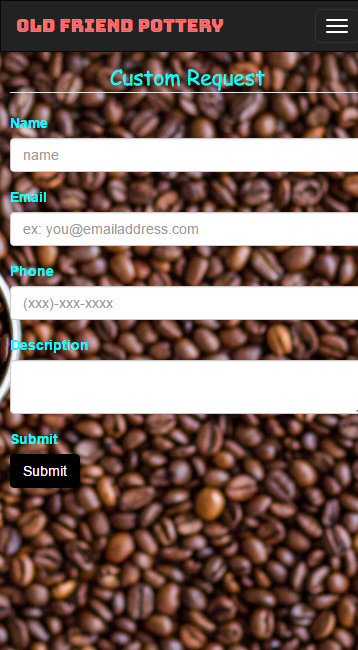 OLD FRIEND POTTERY
Custom Request
Name
name
Email
ex: you@emailaddress.com
Phone
(xxx)-xxx-xxxx
Description
Submit
Submit